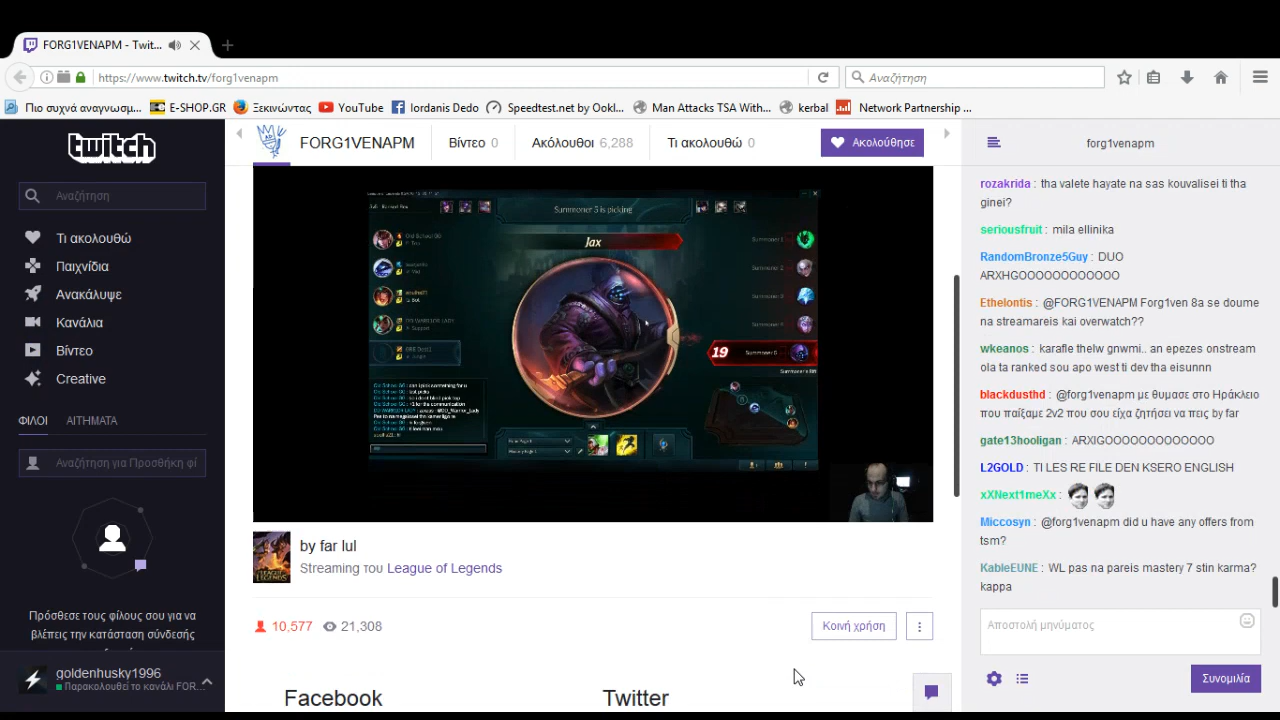 FORG1VENAPM - Twit...
https://www.twitch.tv/forg1venapm
Αναζήτηση
Πιο συχνά αναγνωσμ...
E-SHOP.GR
Ξεκινώντας
YouTube
Iordanis Dedo
Speedtest.net by Ookl...
Man Attacks TSA With...
kerbal
Network Partnership ...
twitch
Αναζήτηση
Τι ακολουθώ
Παιχνίδια
Ανακάλυψε
Κανάλια
Βίντεο
Creative
ΦΙΛΟΙ ΑΙΤΗΜΑΤΑ
Αναζήτηση για Προσθήκη φί
Πρόσθεσε τους φίλους σου για να
βλέπεις την κατάσταση σύνδεσής
goldenhusky1996
Παρακολουθεί το κανάλι FOR...
FORG1VENAPM
Βίντεο 0
Ακόλουθοι 6,288
Τι ακολουθώ 0
Ακολούθησε
Summoner 5 is picking
Jax
19
by far lul
Streaming του League of Legends
10,577 21,308
Κοινή χρήση
Facebook
Twitter
forg1venapm
rozakrida : tha valete hayate na sas kouvalisei ti tha
ginei?
seriousfruit : mila ellinika
RandomBronze5Guy : DUO
ARXHGOOOOOOOOOOOO
Ethelontis : @FORG1VENAPM Forg1ven 8a se doume
na streamareis kai overwatch??
wkeanos : karafle thew gnwmi.. an epezes onstream
ola ta ranked sou apo west ti dev tha eisunnn
blackdusthd : @forg1venapm με θυμασε στο Ηράκλειο
που παίζαμε 2v2 που σου είχα ζητησει να πεις by far
gate13hooligan : ARXIGOOOOOOOOOOOOO
L2GOLD : TI LES RE FILE DEN KSERO ENGLISH
xXNext1meXx :
Miccosyn : @forg1venapm did u have any offers from
tsm?
KableEUNE : WL pas na pareis mastery 7 stin karma?
kappa
Αποστολή μηνύματος
Συνομιλία